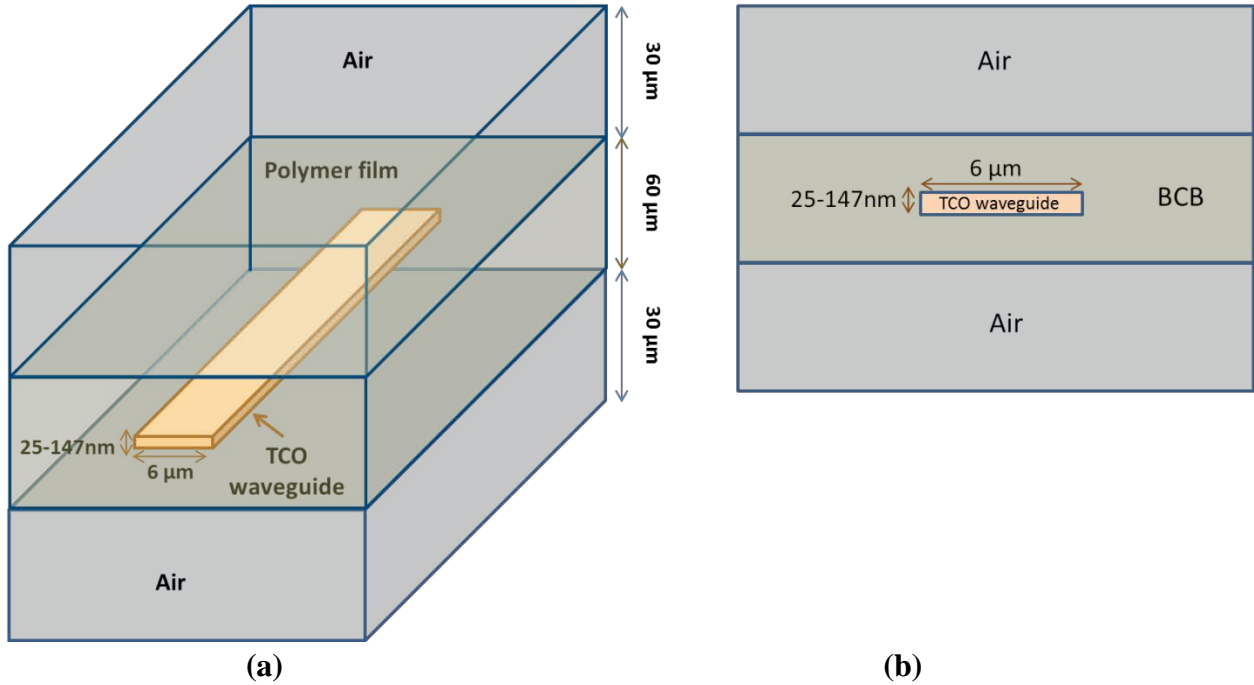 Air
30 µm
Polymer film
60 µm
30 µm
25-147nm
6 µm
TCO
waveguide
Air
(a)
Air
6 µm
25-147nm
TCO waveguide
BCB
Air
(b)